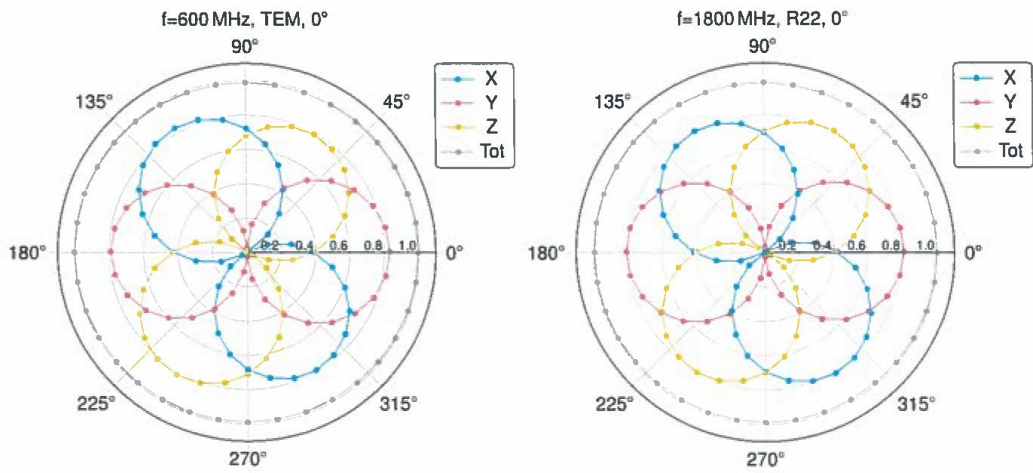 f=600 MHz, TEM, 0°
90°
135°
45°
180°
0.2 0.4 0.6 0.8 1.0
0°
225°
315°
270°
X
Y
Z
Tot
f=1800 MHz, R22, 0°
90°
135°
45°
180°
0.2 0.4 0.6 0.8 1.0
0°
225°
315°
270°
X
Y
Z
Tot